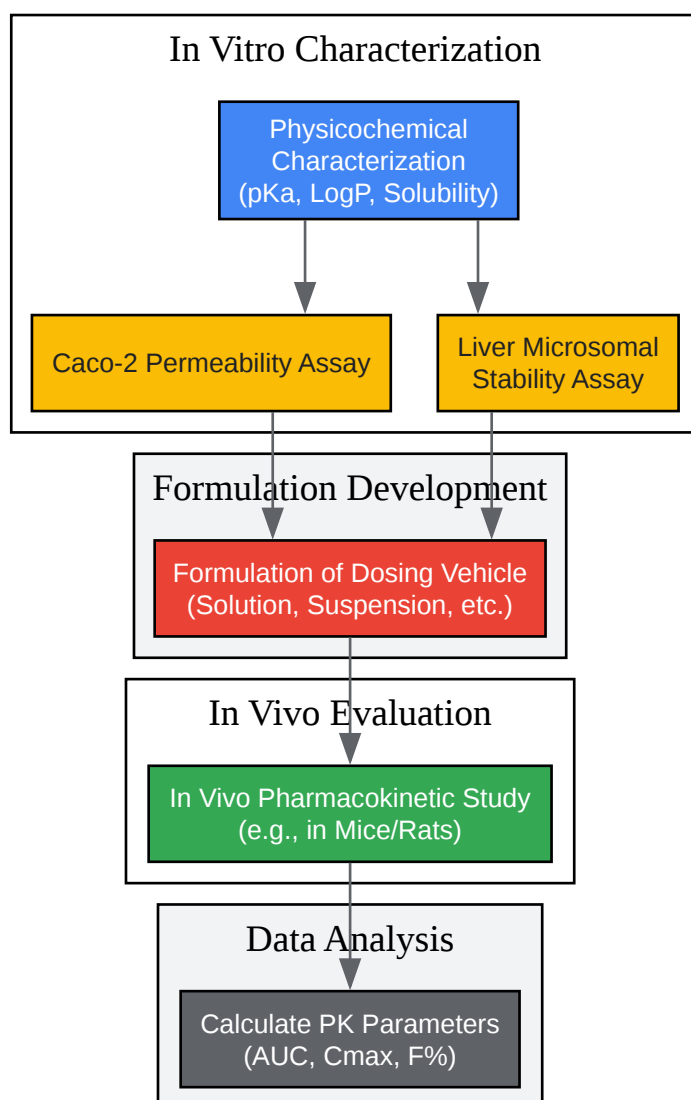 In Vitro Characterization
Physicochemical
Characterization
(pKa, LogP, Solubility)
Caco-2 Permeability Assay
Liver Microsomal
Stability Assay
Formulation Development
Formulation of Dosing Vehicle
(Solution, Suspension, etc.)
In Vivo Evaluation
In Vivo Pharmacokinetic Study
(e.g., in Mice/Rats)
Data Analysis
Calculate PK Parameters
(AUC, Cmax, F%)